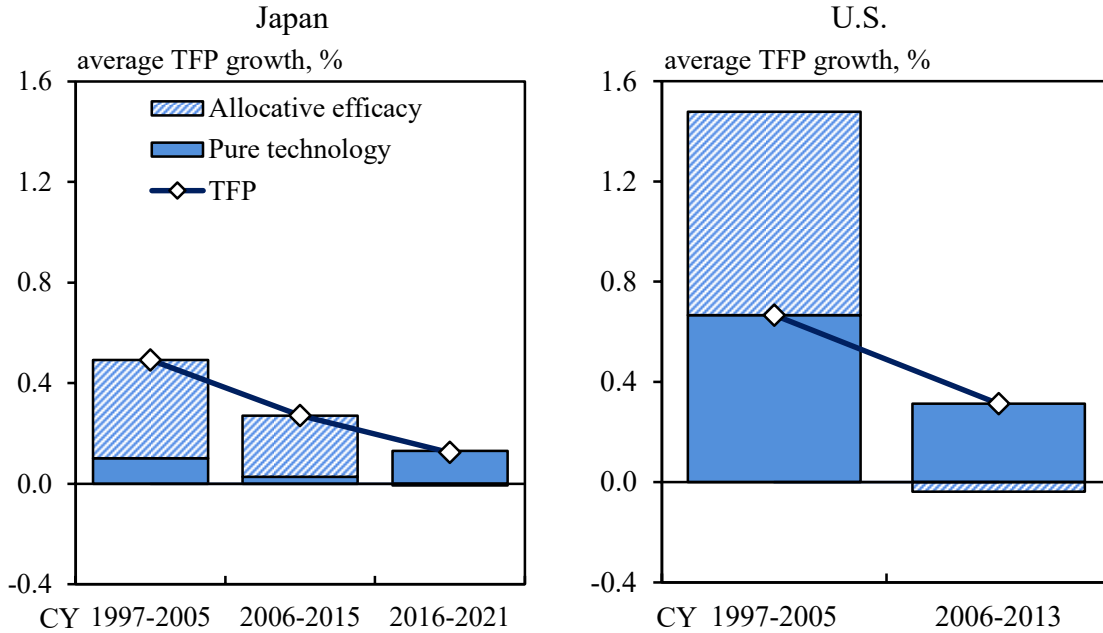 Japan
average TFP growth, %
1.6
1.2
0.8
0.4
0.0
-0.4
Allocative efficacy
Pure technology
TFP
CY 1997-2005 2006-2015 2016-2021
U.S.
average TFP growth, %
1.6
1.2
0.8
0.4
0.0
-0.4
CY 1997-2005 2006-2013